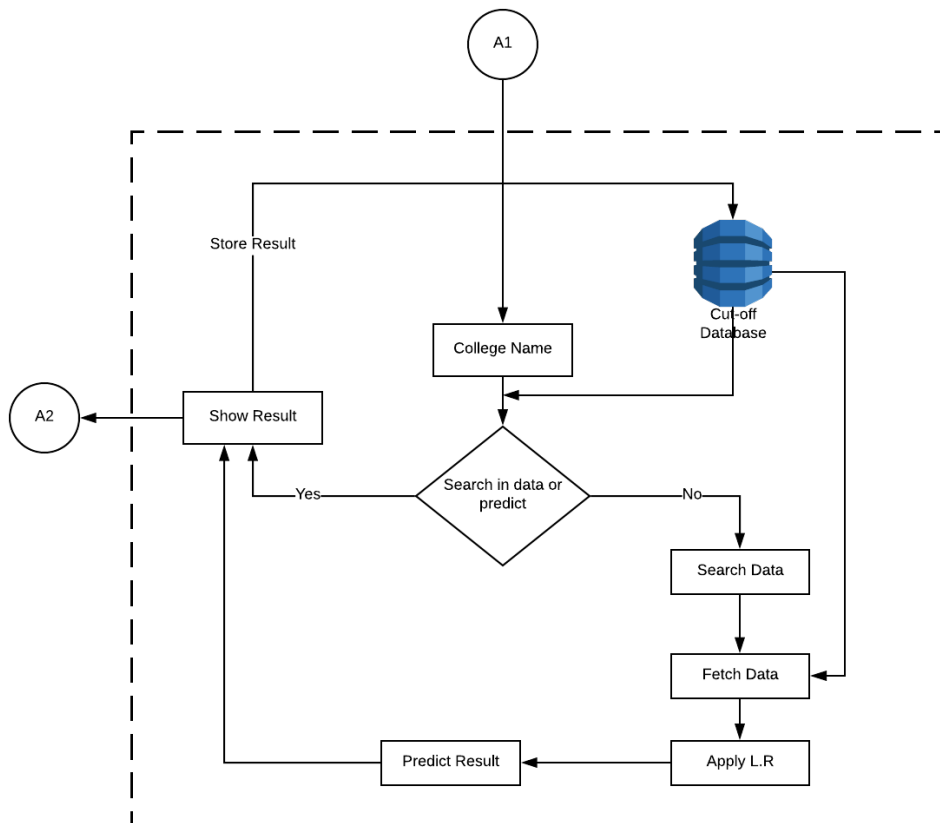 A1
Store Result
Cut-off
Database
College Name
A2
Show Result
Search in data or
predict
Yes
No
Search Data
Fetch Data
Predict Result
Apply L.R